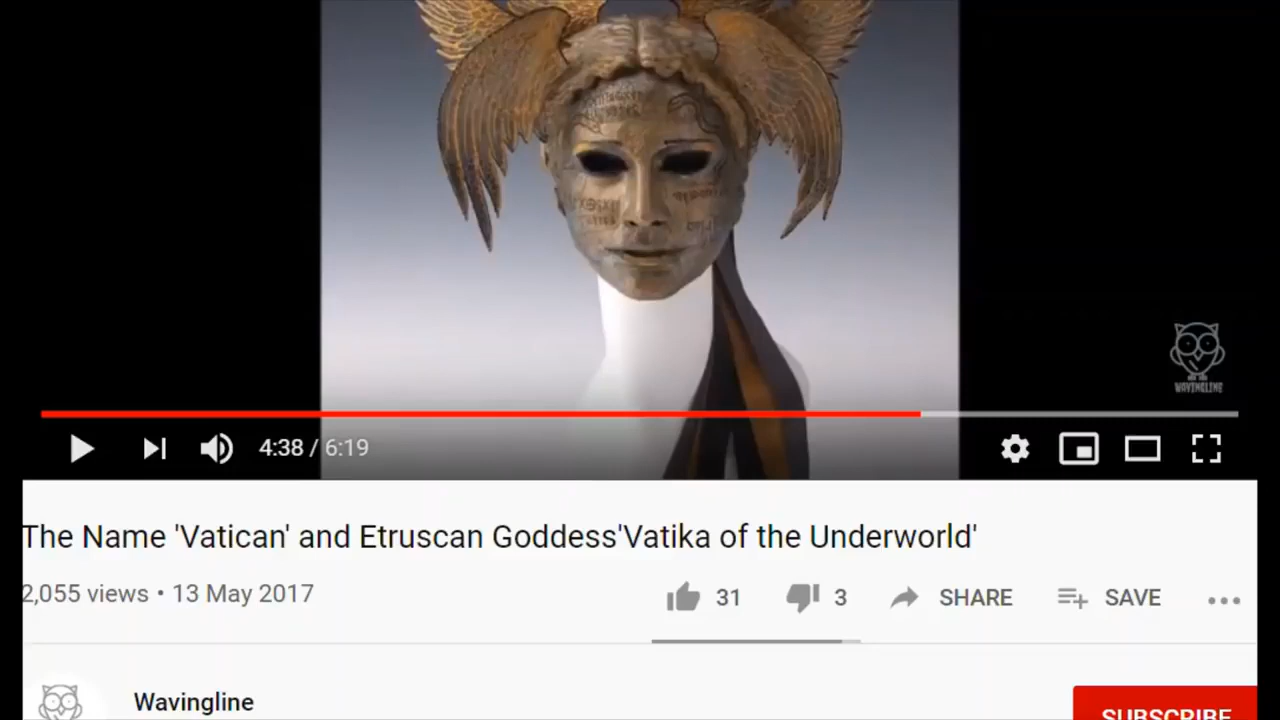 WAVINGLINE
4:38 / 6:19
The Name 'Vatican' and Etruscan Goddess'Vatika of the Underworld'
2,055 views • 13 May 2017
31 3 SHARE SAVE
Wavingline
SUBSCRIBE